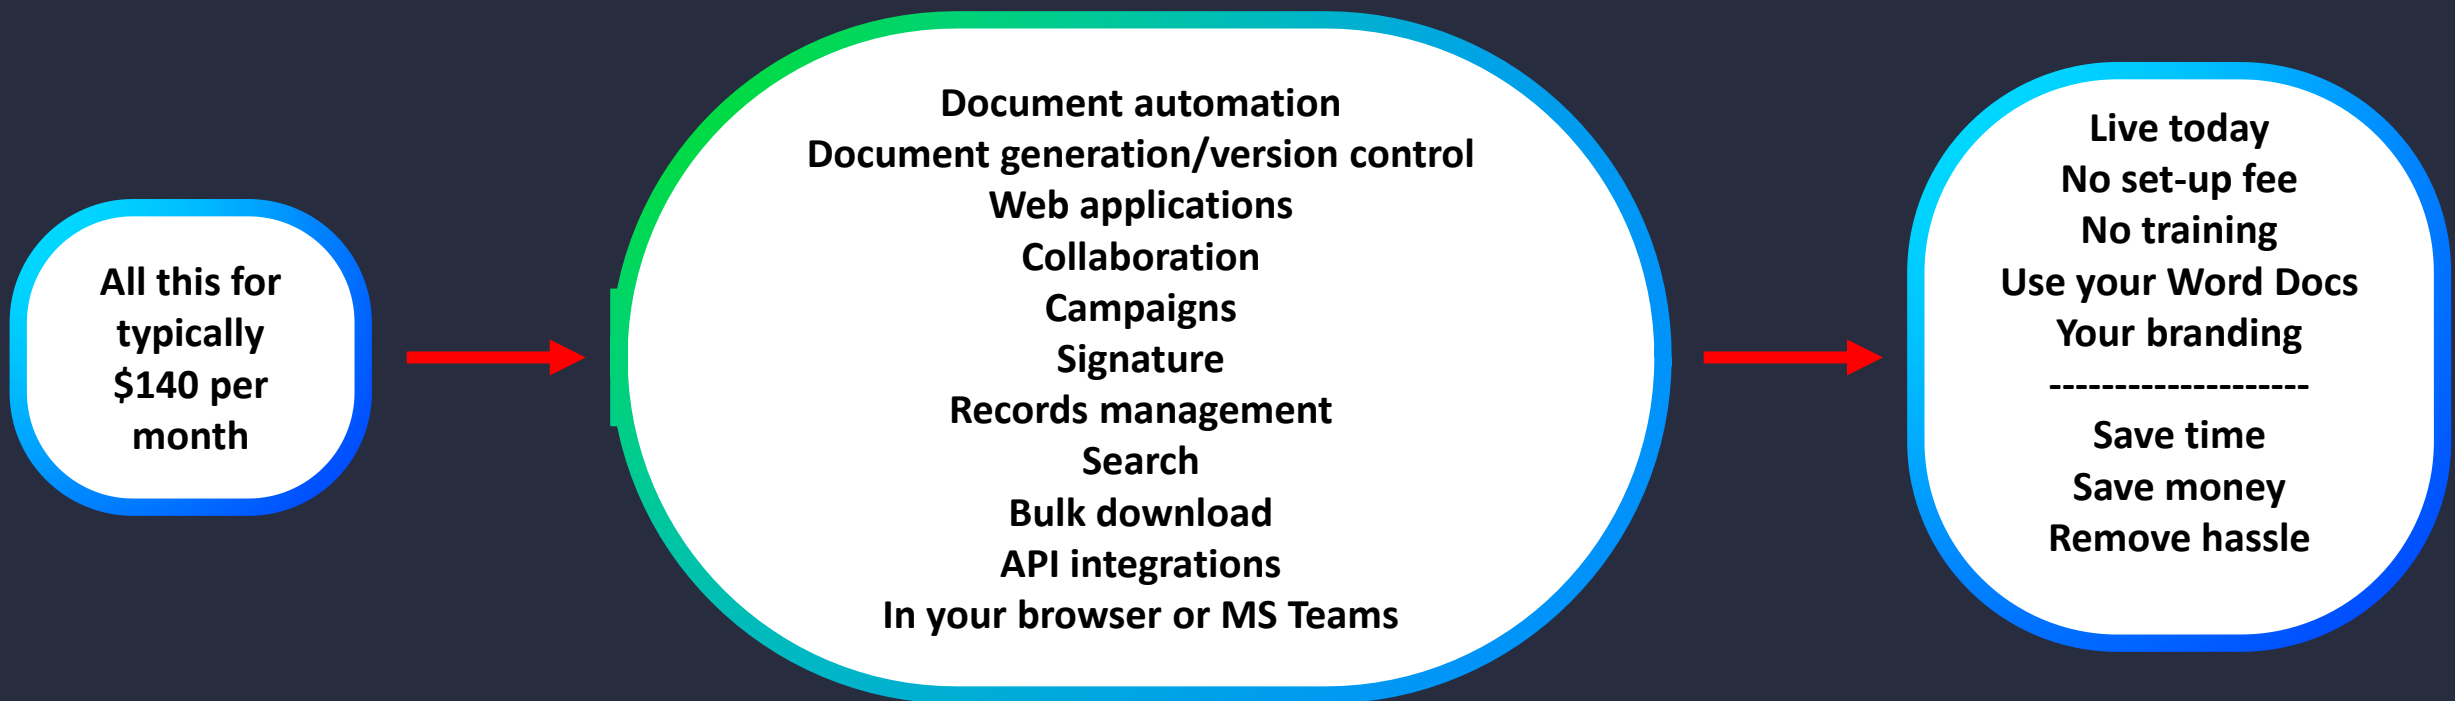 All this for
typically
$140 per
month
Document automation
Document generation/version control
Web applications
Collaboration
Campaigns
Signature
Records management
Search
Bulk download
API integrations
In your browser or MS Teams
Live today
No set-up fee
No training
Use your Word Docs
Your branding
--------------------
Save time
Save money
Remove hassle